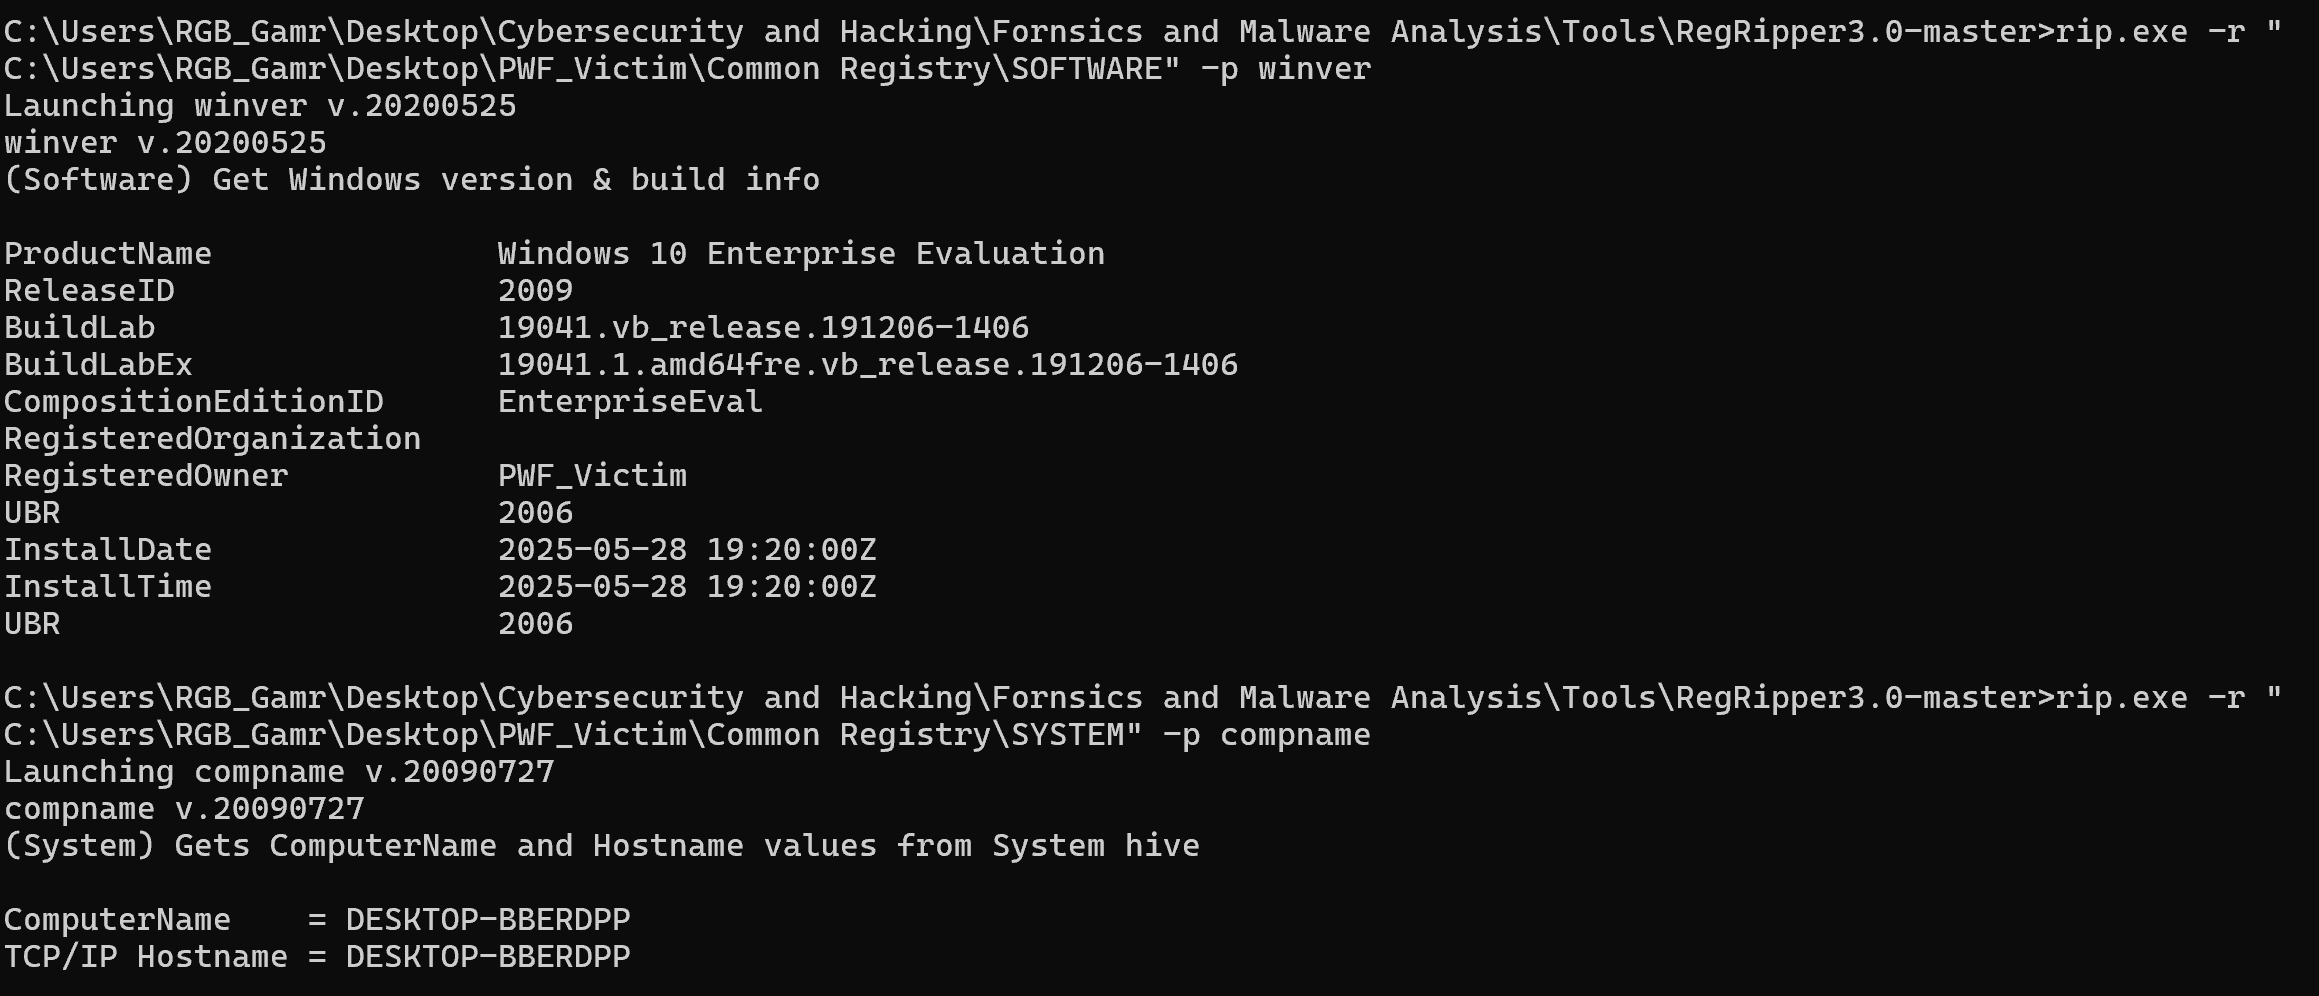 C:\Users\RGB_Gamr\Desktop\Cybersecurity and Hacking\Fornsics and Malware Analysis\Tools\RegRipper3.0-master>rip.exe -r "
C:\Users\RGB_Gamr\Desktop\PWF_Victim\Common Registry\SOFTWARE" -p winver
Launching winver v.20200525
winver v.20200525
(Software) Get Windows version & build info

ProductName               Windows 10 Enterprise Evaluation
ReleaseID                 2009
BuildLab                  19041.vb_release.191206-1406
BuildLabEx                19041.1.amd64fre.vb_release.191206-1406
CompositionEditionID      EnterpriseEval
RegisteredOrganization
RegisteredOwner           PWF_Victim
UBR                       2006
InstallDate               2025-05-28 19:20:00Z
InstallTime               2025-05-28 19:20:00Z
UBR                       2006

C:\Users\RGB_Gamr\Desktop\Cybersecurity and Hacking\Fornsics and Malware Analysis\Tools\RegRipper3.0-master>rip.exe -r "
C:\Users\RGB_Gamr\Desktop\PWF_Victim\Common Registry\SYSTEM" -p compname
Launching compname v.20090727
compname v.20090727
(System) Gets ComputerName and Hostname values from System hive

ComputerName    = DESKTOP-BBERDPP
TCP/IP Hostname = DESKTOP-BBERDPP